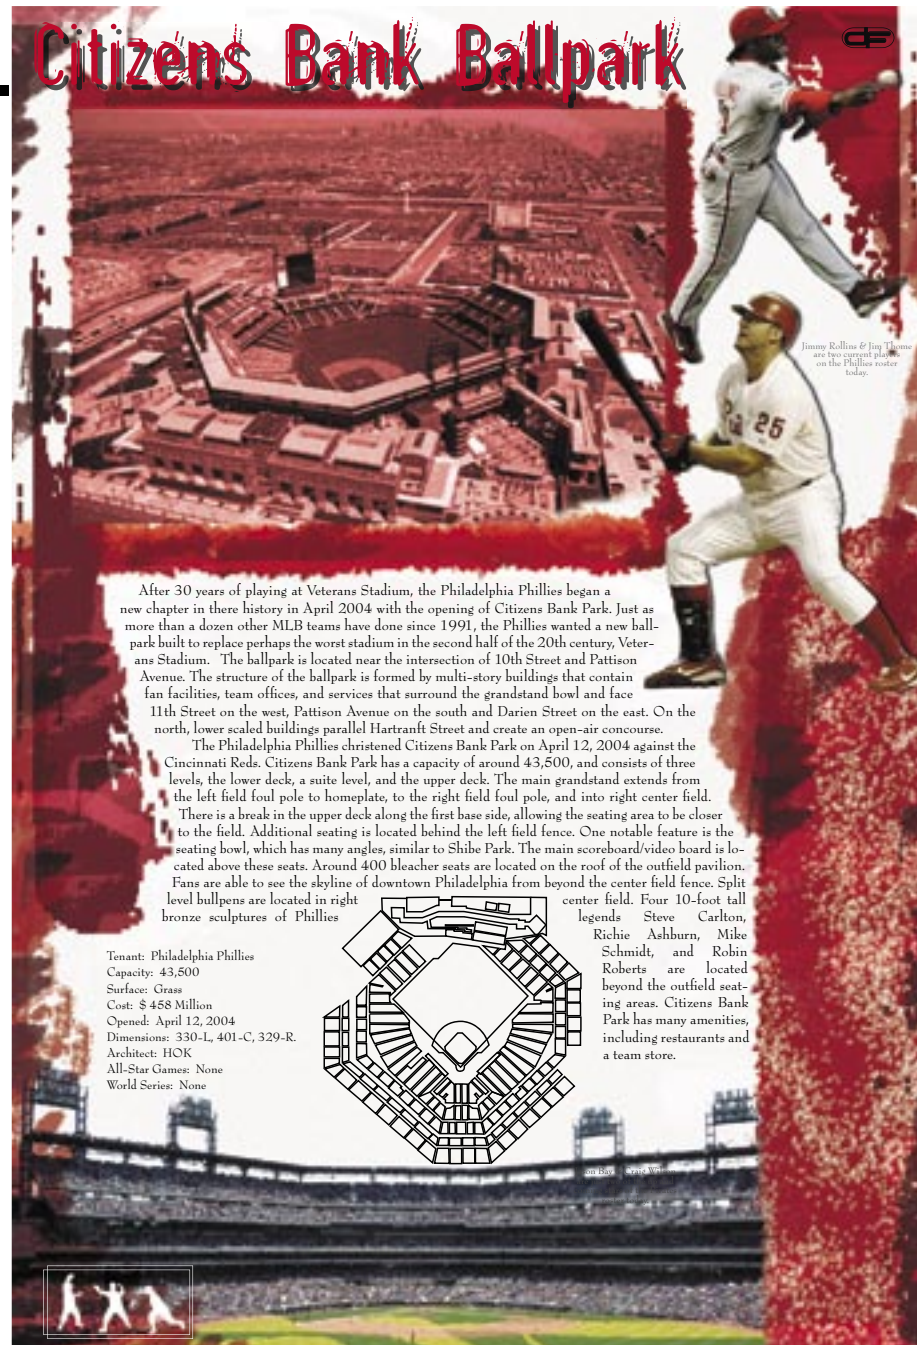 Citizens Bank Ballpark
Jimmy Rollins & Jim Thome
are two current players
on the Phillies roster
today.
25
After 30 years of playing at Veterans Stadium, the Philadelphia Phillies began a
new chapter in there history in April 2004 with the opening of Citizens Bank Park. Just as
more than a dozen other MLB teams have done since 1991, the Phillies wanted a new ball-
park built to replace perhaps the worst stadium in the second half of the 20th century, Veter-
ans Stadium. The ballpark is located near the intersection of 10th Street and Pattison
Avenue. The structure of the ballpark is formed by multi-story buildings that contain
fan facilities, team offices, and services that surround the grandstand bowl and face
11th Street on the west, Pattison Avenue on the south and Darien Street on the east. On the
north, lower scaled buildings parallel Hartranft Street and create an open-air concourse.
The Philadelphia Phillies christened Citizens Bank Park on April 12, 2004 against the
Cincinnati Reds. Citizens Bank Park has a capacity of around 43,500, and consists of three
levels, the lower deck, a suite level, and the upper deck. The main grandstand extends from
the left field foul pole to homeplate, to the right field foul pole, and into right center field.
There is a break in the upper deck along the first base side, allowing the seating area to be closer
to the field. Additional seating is located behind the left field fence. One notable feature is the
seating bowl, which has many angles, similar to Shibe Park. The main scoreboard/video board is lo-
cated above these seats. Around 400 bleacher seats are located on the roof of the outfield pavilion.
Fans are able to see the skyline of downtown Philadelphia from beyond the center field fence. Split
level bullpens are located in right center field. Four 10-foot tall
bronze sculptures of Phillies legends Steve Carlton,
Richie Ashburn, Mike
Schmidt, and Robin
Roberts are located
beyond the outfield seat-
ing areas. Citizens Bank
Park has many amenities,
including restaurants and
a team store.
Tenant: Philadelphia Phillies
Capacity: 43,500
Surface: Grass
Cost: $ 458 Million
Opened: April 12, 2004
Dimensions: 330-L, 401-C, 329-R.
Architect: HOK
All-Star Games: None
World Series: None